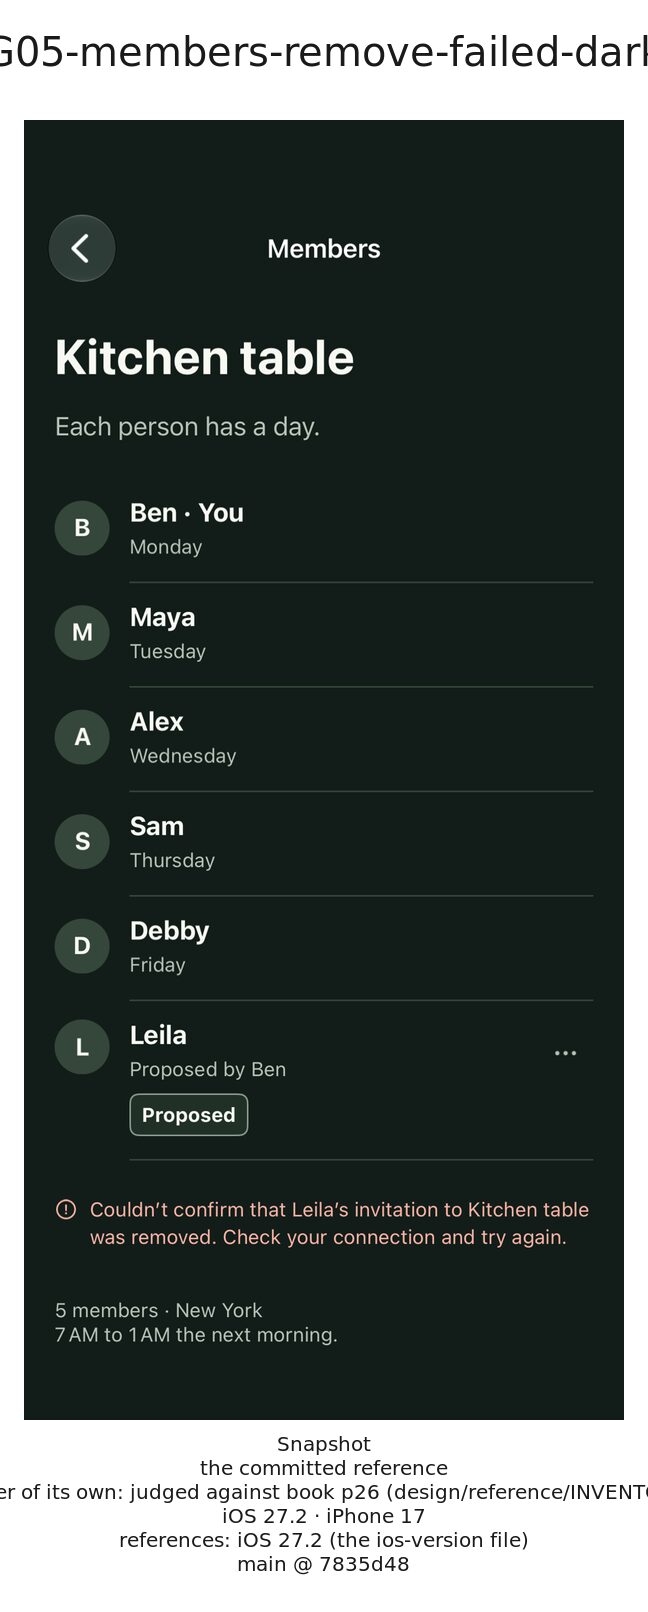 G05-members-remove-failed-dark
Members
Kitchen table
Each person has a day.
B
Ben · You
Monday
M
Maya
Tuesday
A
Alex
Wednesday
S
Sam
Thursday
D
Debby
Friday
L
Leila
Proposed by Ben
Proposed
Couldn’t confirm that Leila’s invitation to Kitchen table
was removed. Check your connection and try again.
5 members · New York
7 AM to 1 AM the next morning.
Snapshot
the committed reference
of its own: judged against book p26 (design/reference/
iOS 27.2 · iPhone 17
references: iOS 27.2 (the ios-version file)
main @ 7835d48